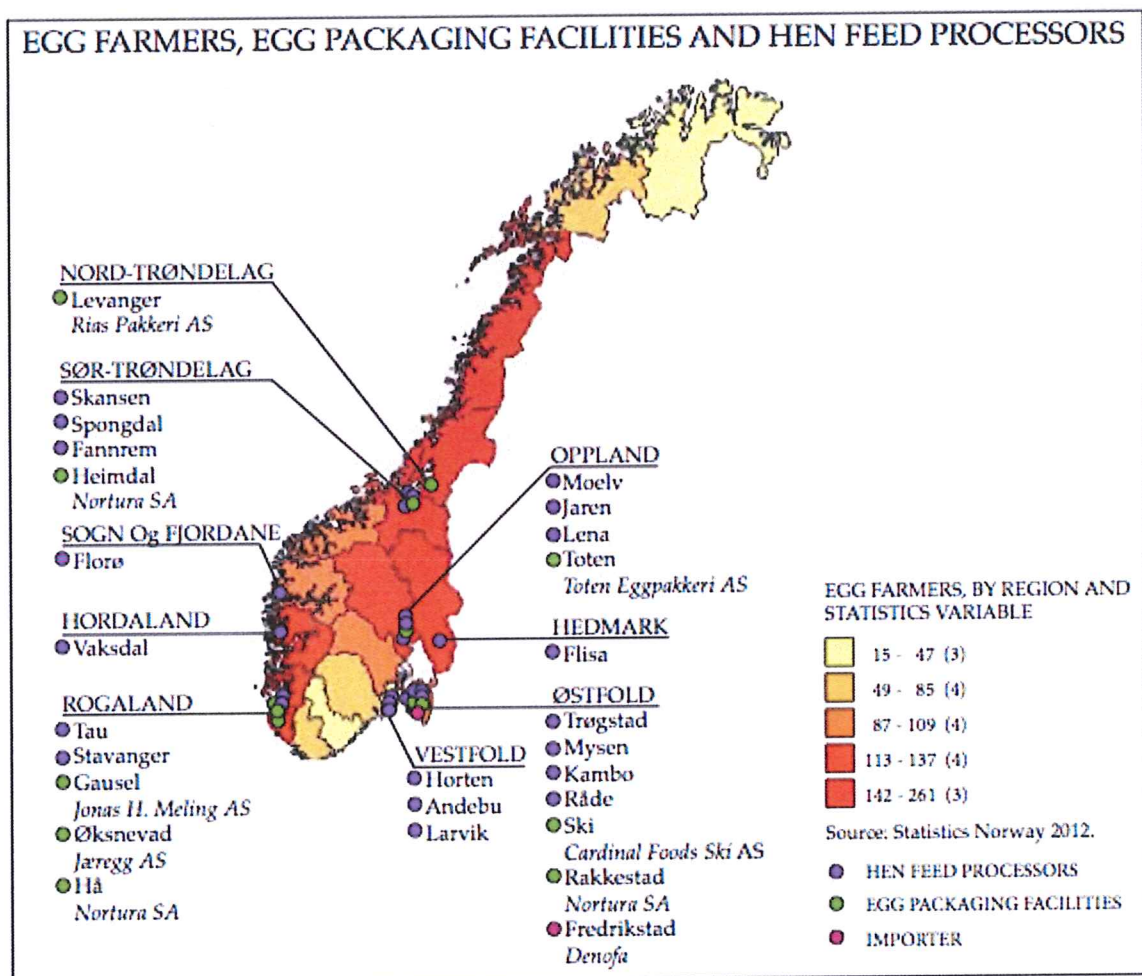 EGG FARMERS, EGG PACKAGING FACILITIES AND HEN FEED PROCESSORS
NORD-TRØNDELAG
Levanger
Rias Pakkeri AS
SØR-TRØNDELAG
Skansen
Spongdal
Fannrem
Heimdal
Nortura SA
SOGN Og FJORDANE
Florø
HORDALAND
Vaksdal
ROGALAND
Tau
Stavanger
Gausel
Jonas H. Meling AS
Øksnevad
Jæregg AS
Hå
Nortura SA
VESTFOLD
Horten
Andebu
Larvik
OPPLAND
Moelv
Jaren
Lena
Toten
Toten Eggpakkeri AS
HEDMARK
Flisa
ØSTFOLD
Trøgstad
Mysen
Kambo
Råde
Ski
Cardinal Foods Ski AS
Rakkestad
Nortura SA
Fredrikstad
Denofa
EGG FARMERS, BY REGION AND
STATISTICS VARIABLE
15 - 47 (3)
49 - 85 (4)
87 - 109 (4)
113 - 137 (4)
142 - 261 (3)
Source: Statistics Norway 2012.
HEN FEED PROCESSORS
EGG PACKAGING FACILITIES
IMPORTER